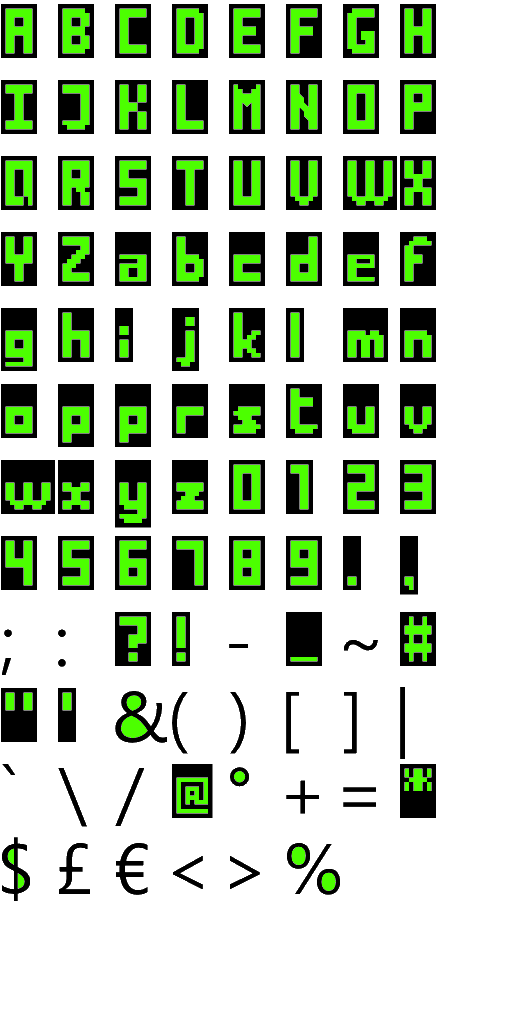 A B C D E F G H
I J K L M N O P
Q R S T U V W X
Y Z a b c d e f
g h i j k l m n
o p p r s t u v
w x y z 0 1 2 3
4 5 6 7 8 9 . ,
; : ? ! - _ ~ #
" ' & ( ) [ ] |
` \ / @ ° + = *
$ £ € < > %